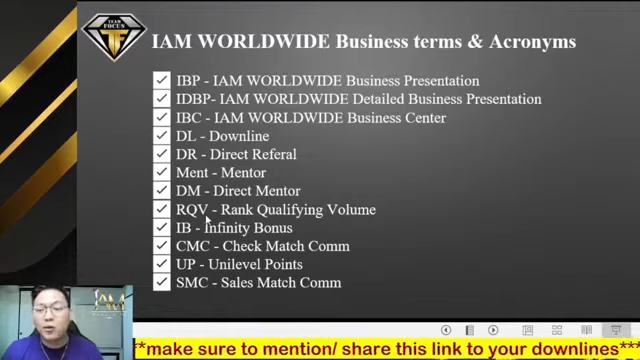 TEAM
FOCUS
TF
IAM WORLDWIDE Business terms & Acronyms
IBP - IAM WORLDWIDE Business Presentation
IDBP- IAM WORLDWIDE Detailed Business Presentation
IBC - IAM WORLDWIDE Business Center
DL - Downline
DR - Direct Referal
Ment - Mentor
DM - Direct Mentor
RQV - Rank Qualifying Volume
IB - Infinity Bonus
CMC - Check Match Comm
UP - Unilevel Points
SMC - Sales Match Comm
**make sure to mention/ share this link to your downlines***